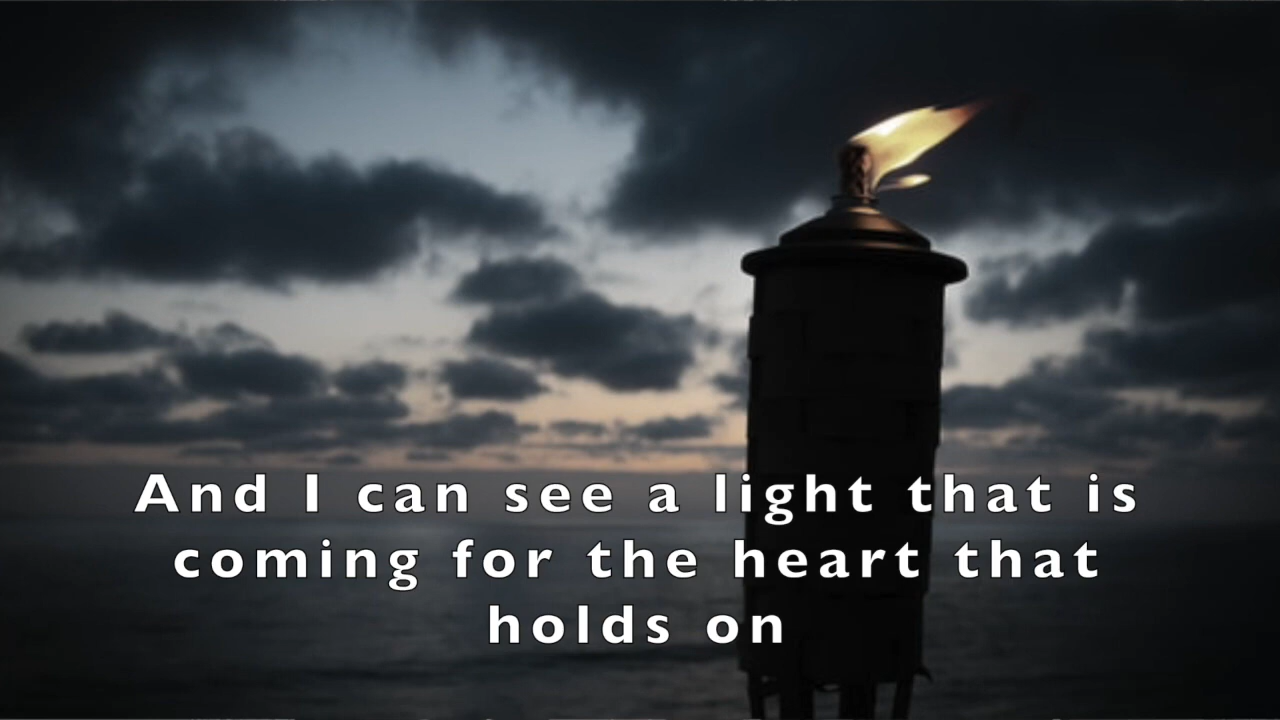 And I can see a light that is
coming for the heart that
holds on